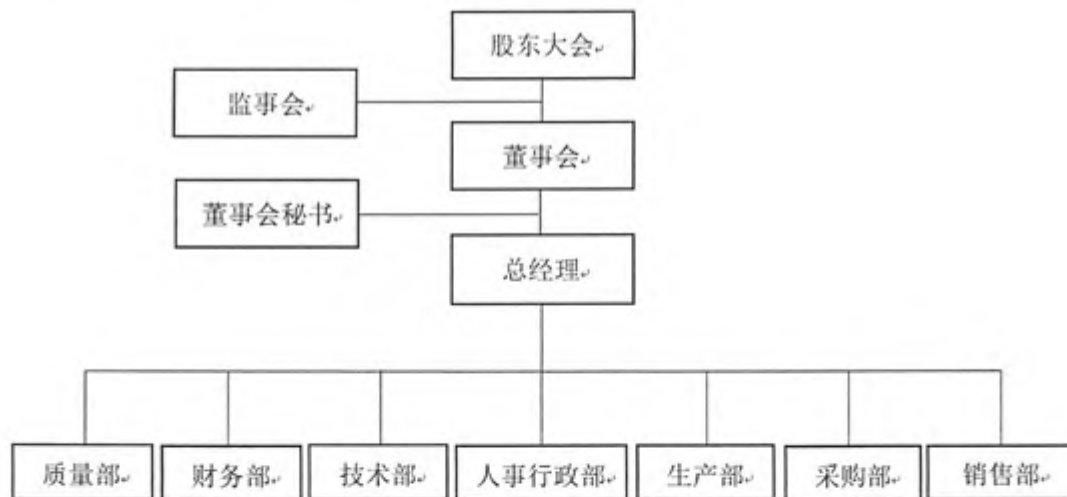 股东大会
监事会
董事会
董事会秘书
总经理
质量部
财务部
技术部
人事行政部
生产部
采购部
销售部